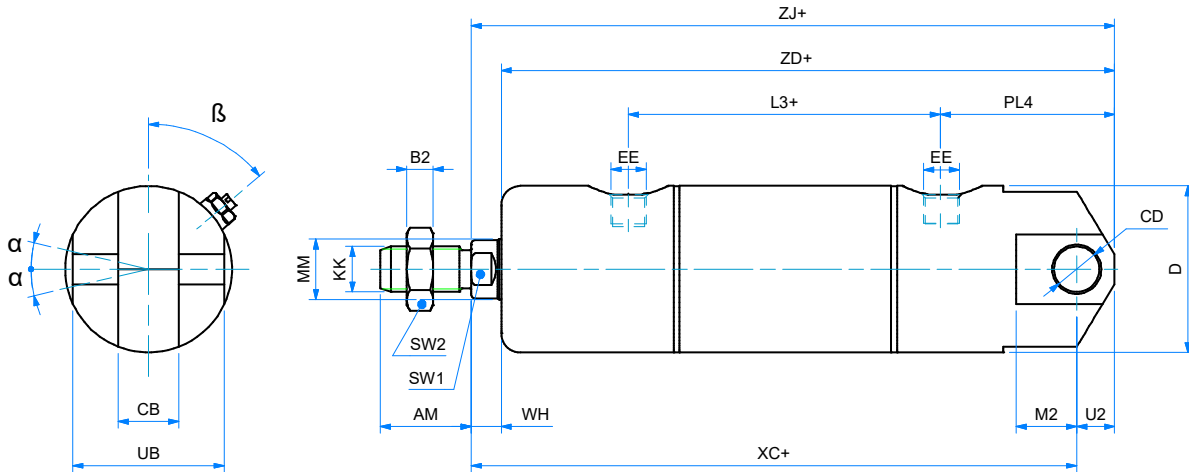 ZJ+
ZD+
L3+
PL4
ß
B2
EE
EE
α
α
MM
KK
CD
D
SW2
SW1
CB
AM
WH
M2
U2
UB
XC+